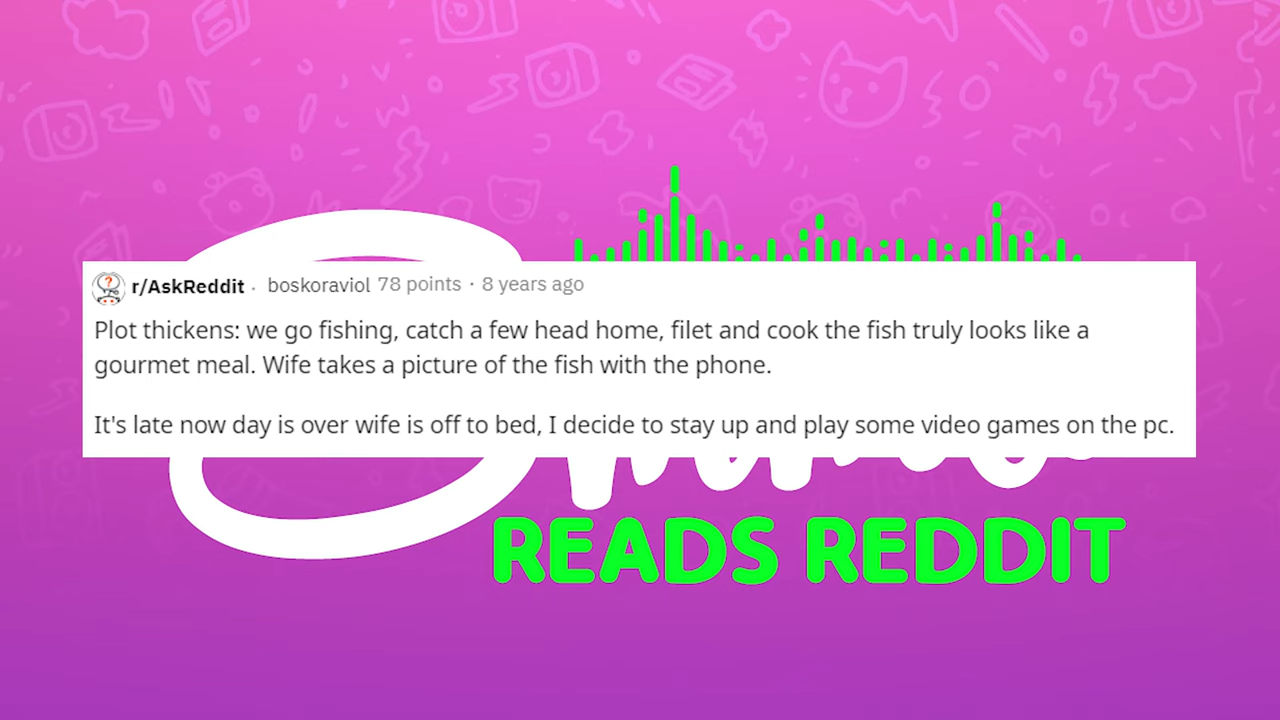 r/AskReddit · boskoraviol 78 points · 8 years ago
Plot thickens: we go fishing, catch a few head home, filet and cook the fish truly looks like a
gourmet meal. Wife takes a picture of the fish with the phone.
It's late now day is over wife is off to bed, I decide to stay up and play some video games on the pc.
READS REDDIT